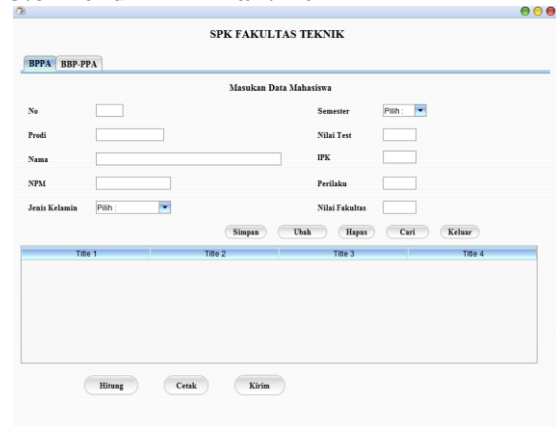 SPK FAKULTAS TEKNIK
BPPA BBP-PPA
Masukan Data Mahasiswa
No Semester Pilih :
Prodi Nilai Test
Nama IPK
NPM Perilaku
Jenis Kelamin Pilih : Nilai Fakultas
Simpan Ubah Hapus Cari Keluar
Title 1 Title 2 Title 3 Title 4
Hitung Cetak Kirim